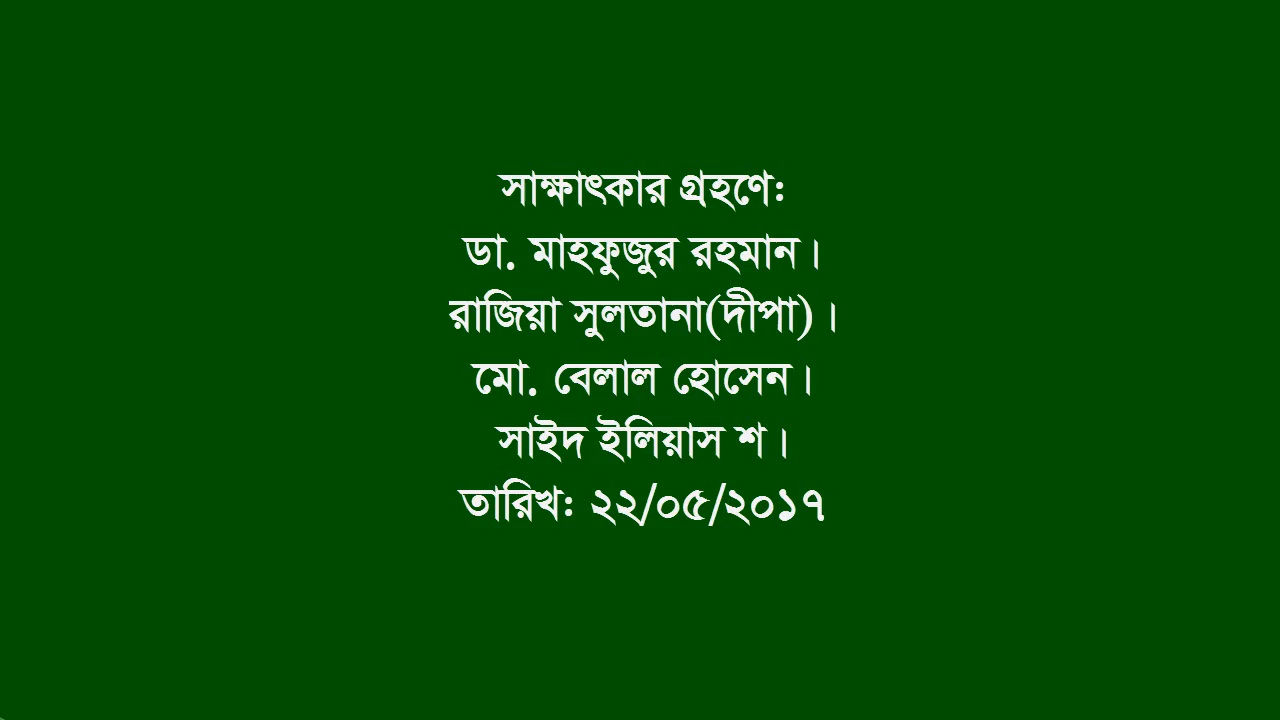 সাক্ষাৎকার গ্রহণে:
ডা. মাহফুজুর রহমান।
রাজিয়া সুলতানা(দীপা)।
মো. বেলাল হোসেন।
সাইদ ইলিয়াস শ।
তারিখ: ২২/০৫/২০১৭